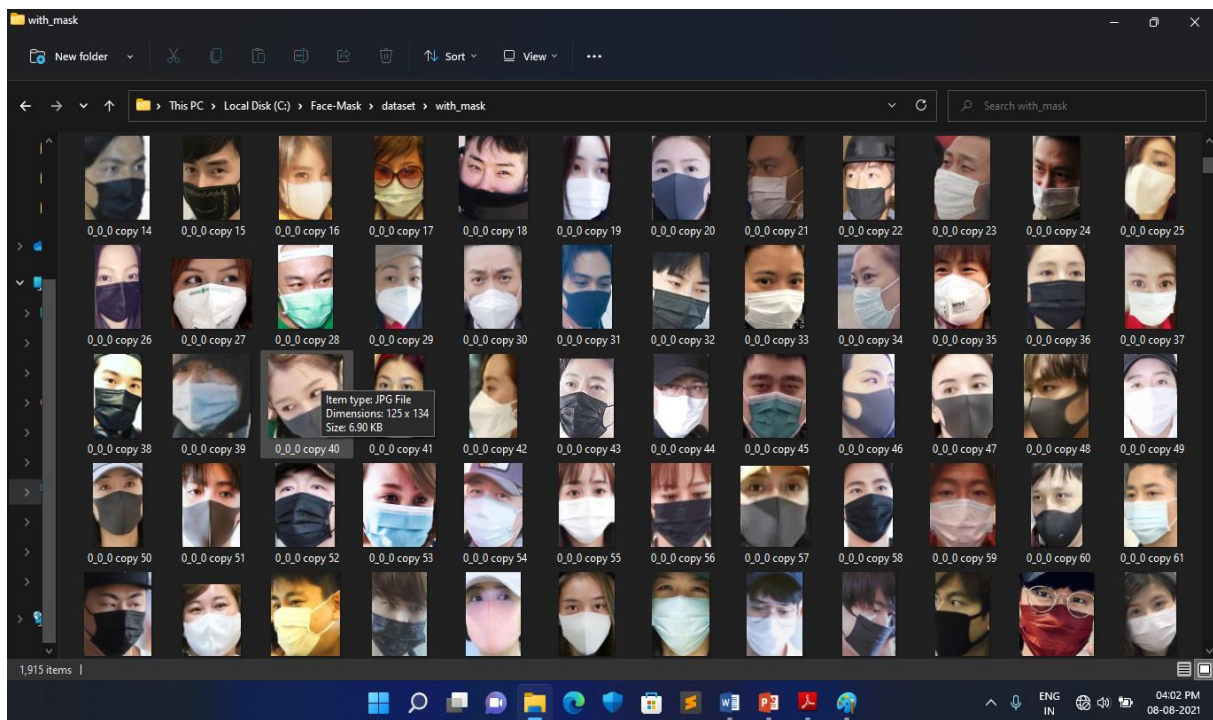 with_mask
New folder
Sort
View
This PC > Local Disk (C:) > Face-Mask > dataset > with_mask
Search with_mask
0_0_0 copy 14 0_0_0 copy 15 0_0_0 copy 16 0_0_0 copy 17 0_0_0 copy 18 0_0_0 copy 19 0_0_0 copy 20 0_0_0 copy 21 0_0_0 copy 22 0_0_0 copy 23 0_0_0 copy 24 0_0_0 copy 25
0_0_0 copy 26 0_0_0 copy 27 0_0_0 copy 28 0_0_0 copy 29 0_0_0 copy 30 0_0_0 copy 31 0_0_0 copy 32 0_0_0 copy 33 0_0_0 copy 34 0_0_0 copy 35 0_0_0 copy 36 0_0_0 copy 37
Item type: JPG File
Dimensions: 125 x 134
Size: 6.90 KB
0_0_0 copy 38 0_0_0 copy 39 0_0_0 copy 40 0_0_0 copy 41 0_0_0 copy 42 0_0_0 copy 43 0_0_0 copy 44 0_0_0 copy 45 0_0_0 copy 46 0_0_0 copy 47 0_0_0 copy 48 0_0_0 copy 49
0_0_0 copy 50 0_0_0 copy 51 0_0_0 copy 52 0_0_0 copy 53 0_0_0 copy 54 0_0_0 copy 55 0_0_0 copy 56 0_0_0 copy 57 0_0_0 copy 58 0_0_0 copy 59 0_0_0 copy 60 0_0_0 copy 61
1,915 items
ENG
IN
04:02 PM
08-08-2021